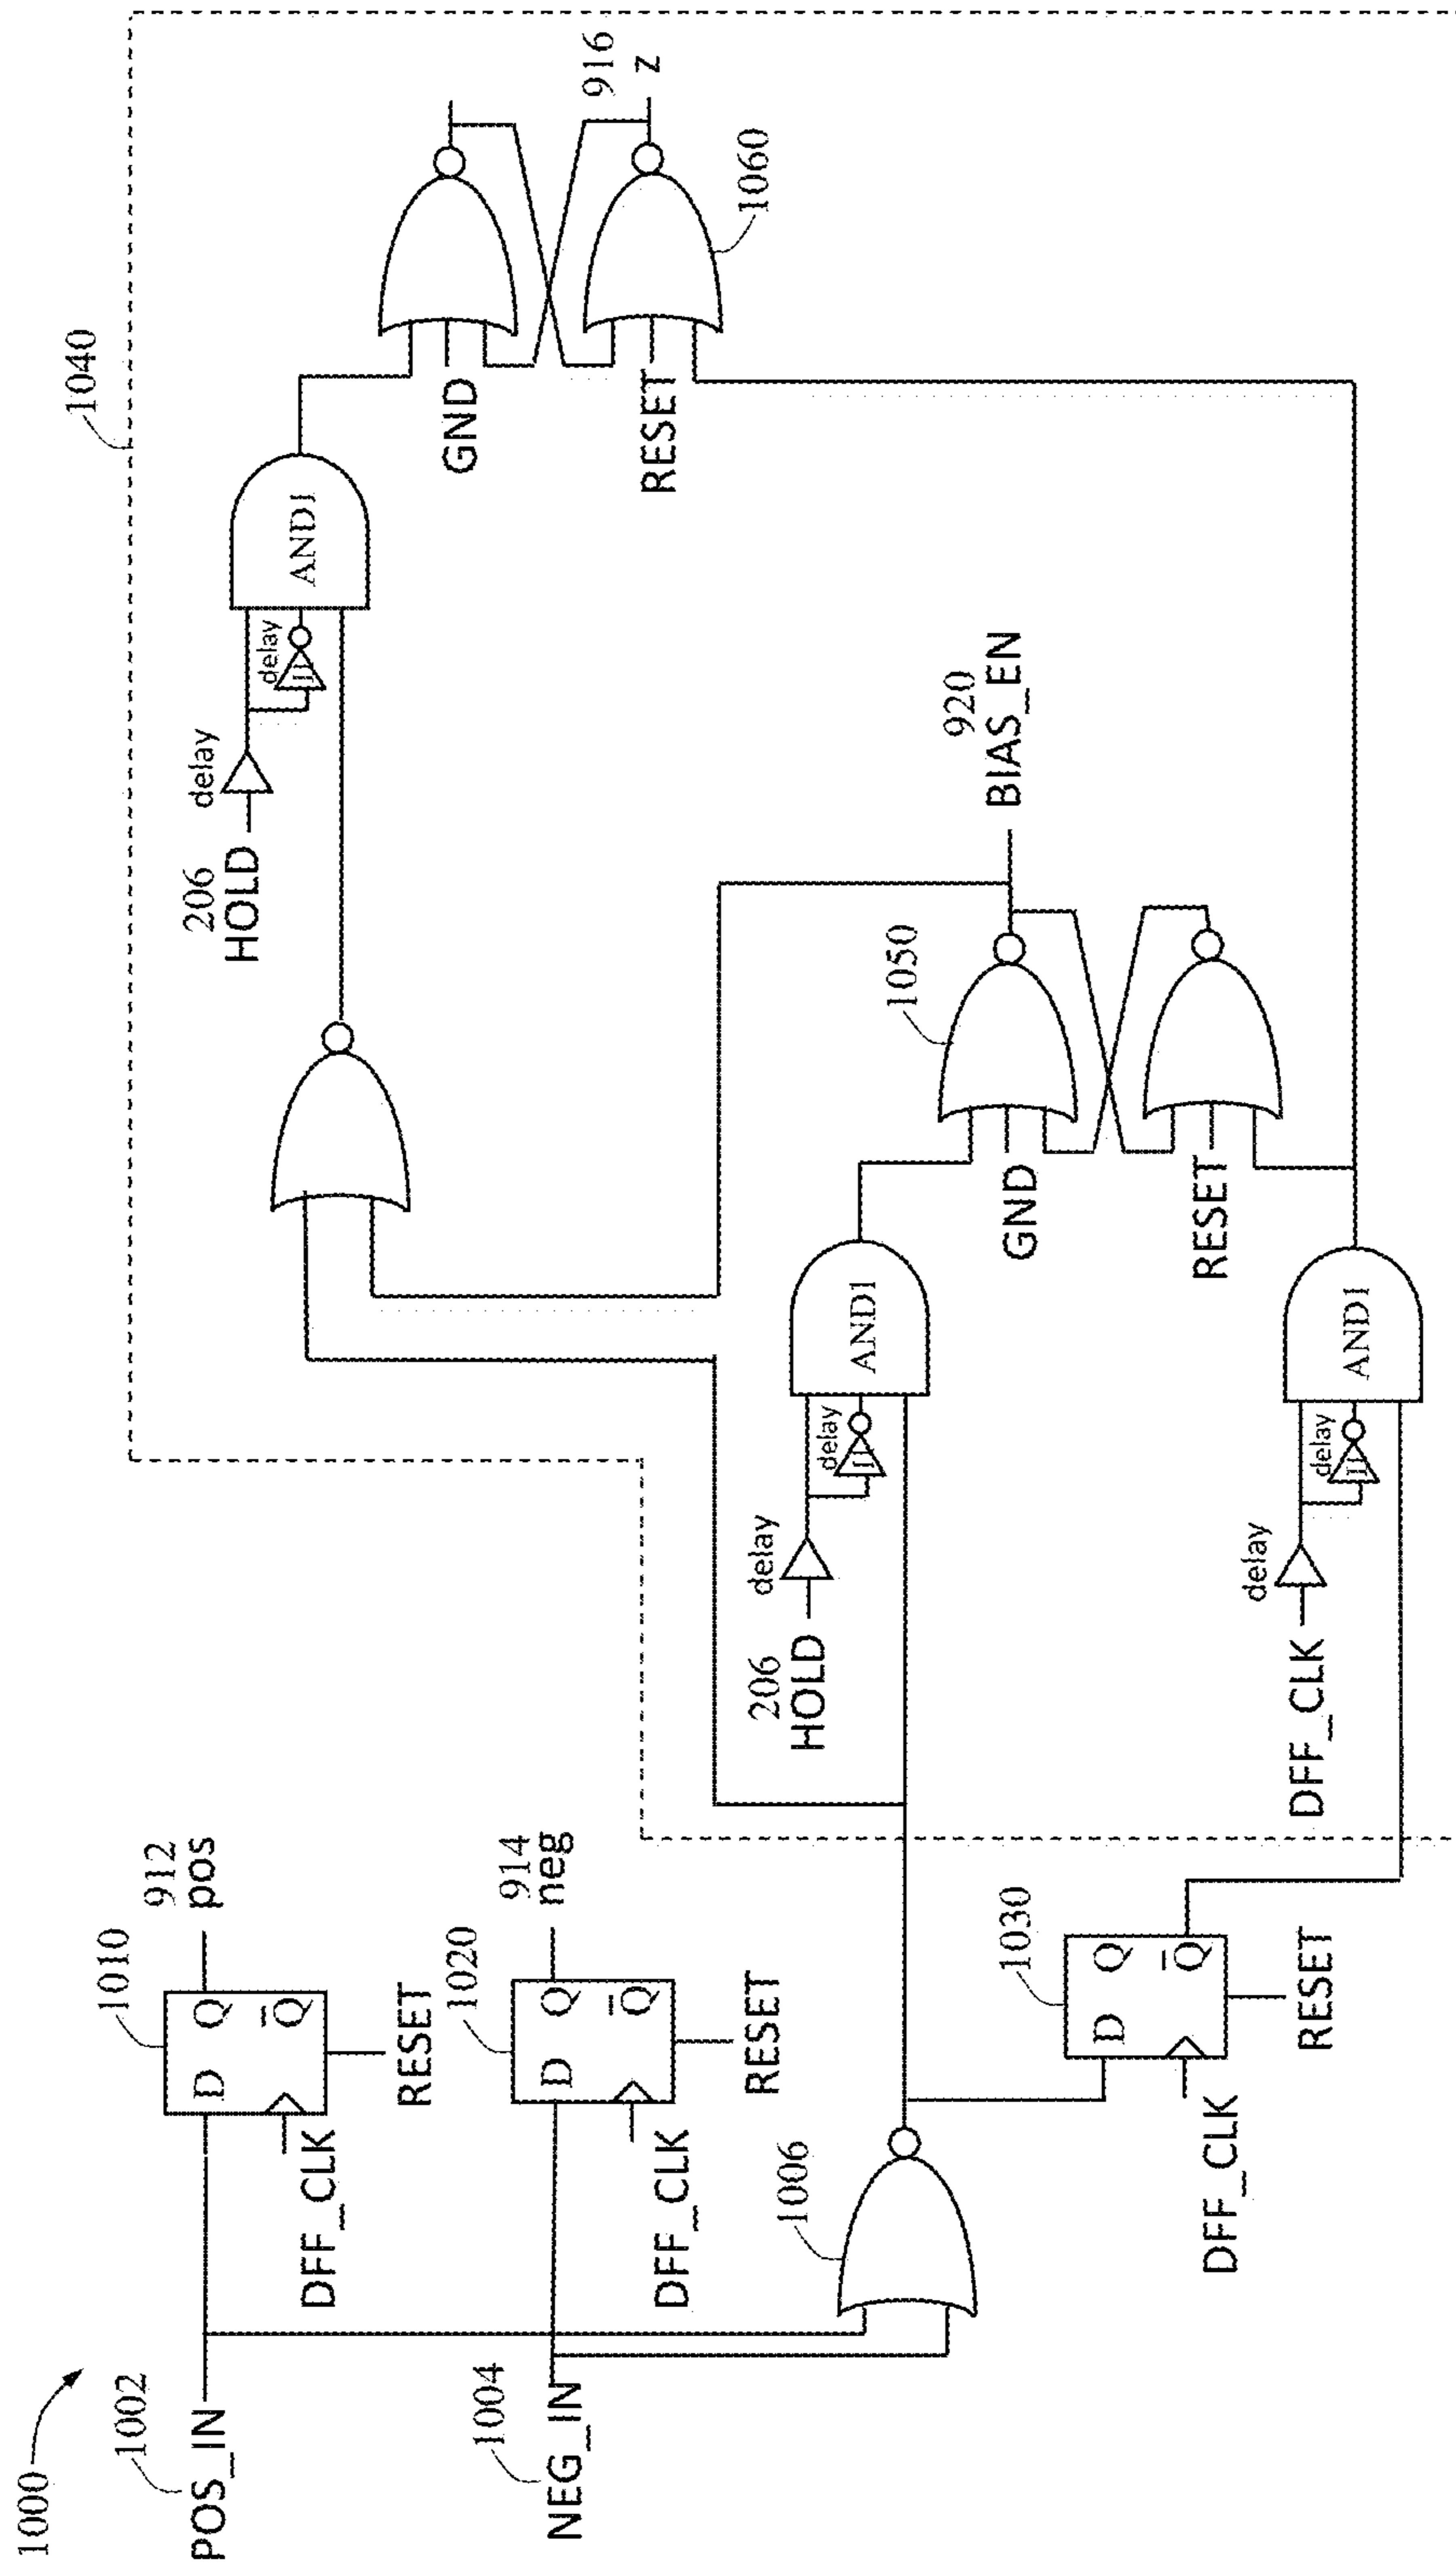 1000
1002
POS_IN
D
Q
Q̅
1010
912
pos
DFF_CLK
RESET
1004
NEG_IN
D
Q
Q̅
1020
914
neg
DFF_CLK
RESET
1006
D
Q
Q̅
1030
DFF_CLK
RESET
1040
206
HOLD
delay
delay
AND1
GND
RESET
916
z
1060
206
HOLD
delay
delay
AND1
GND
RESET
1050
920
BIAS_EN
DFF_CLK
delay
delay
AND1